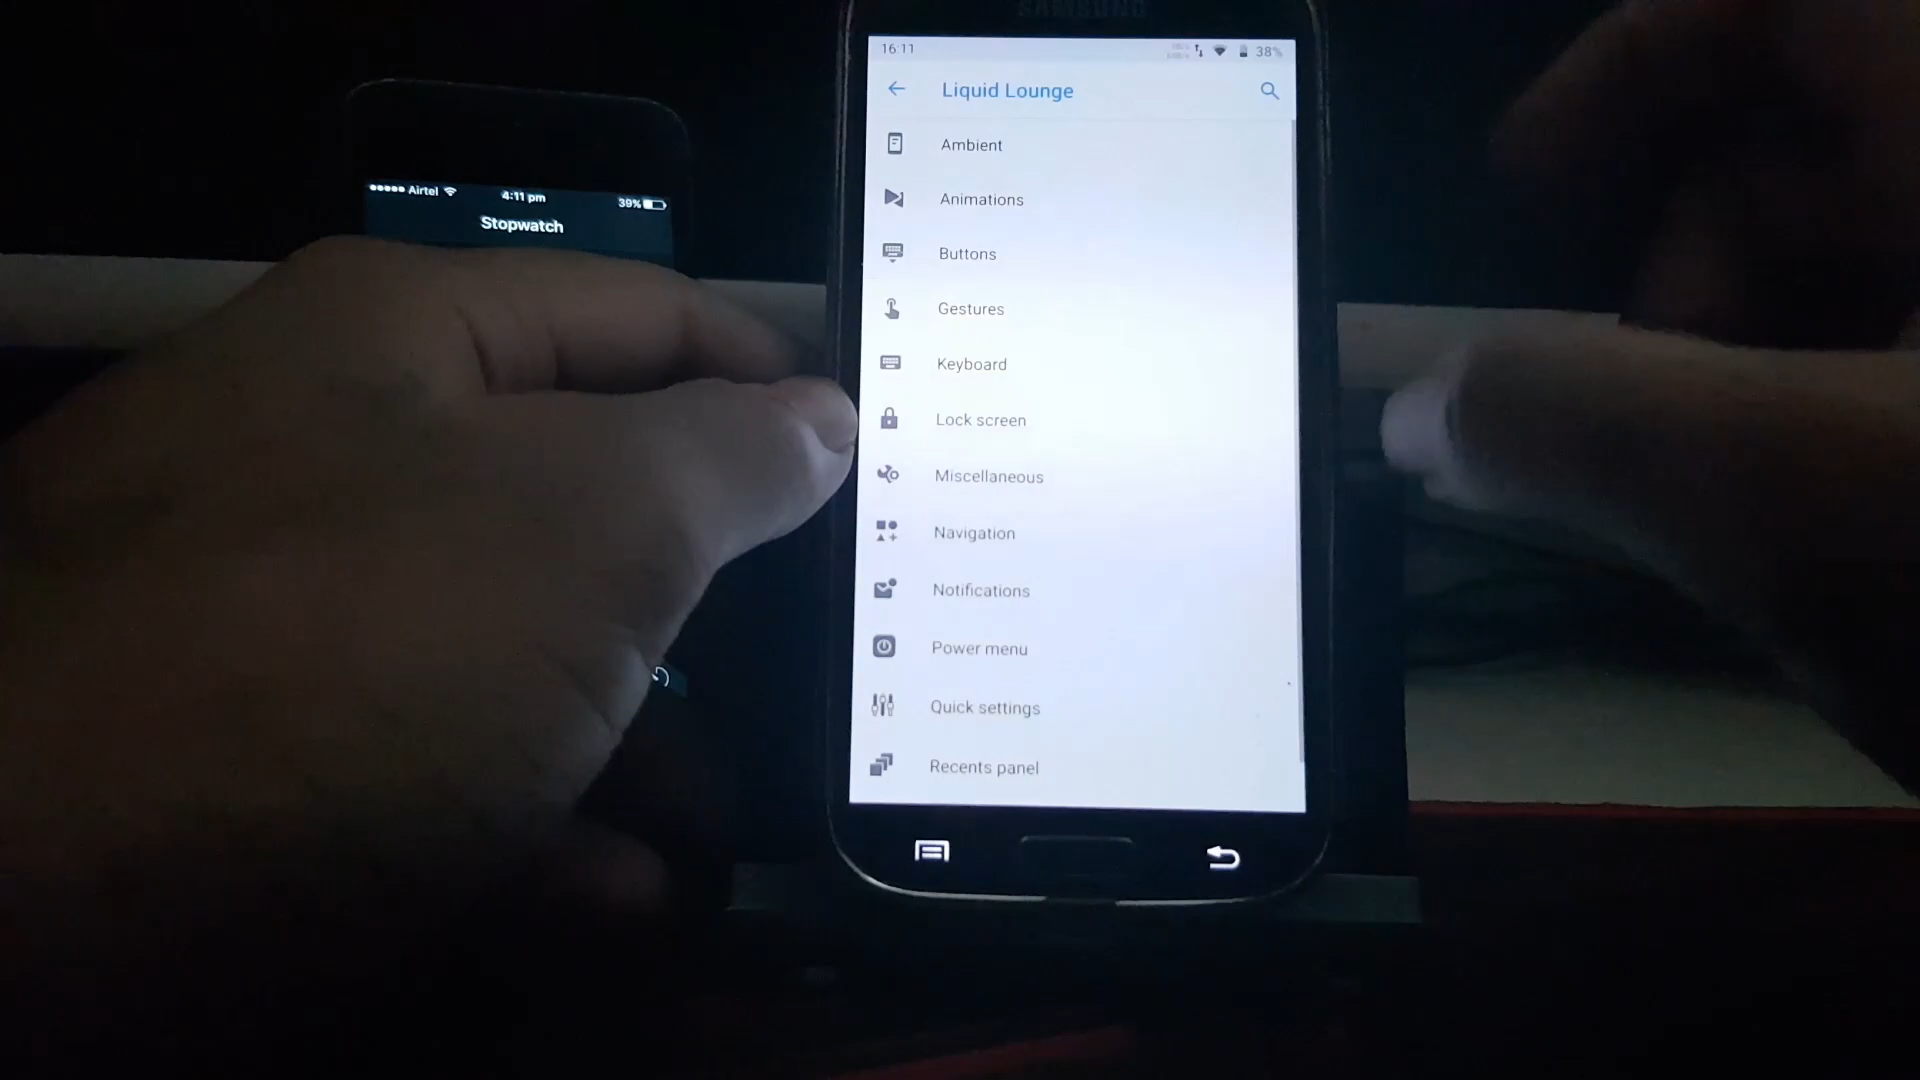 SAMSUNG
16:11
38%
Liquid Lounge
Ambient
Animations
Buttons
Gestures
Keyboard
Lock screen
Miscellaneous
Navigation
Notifications
Power menu
Quick settings
Recents panel
Airtel
4:11 pm
39%
Stopwatch